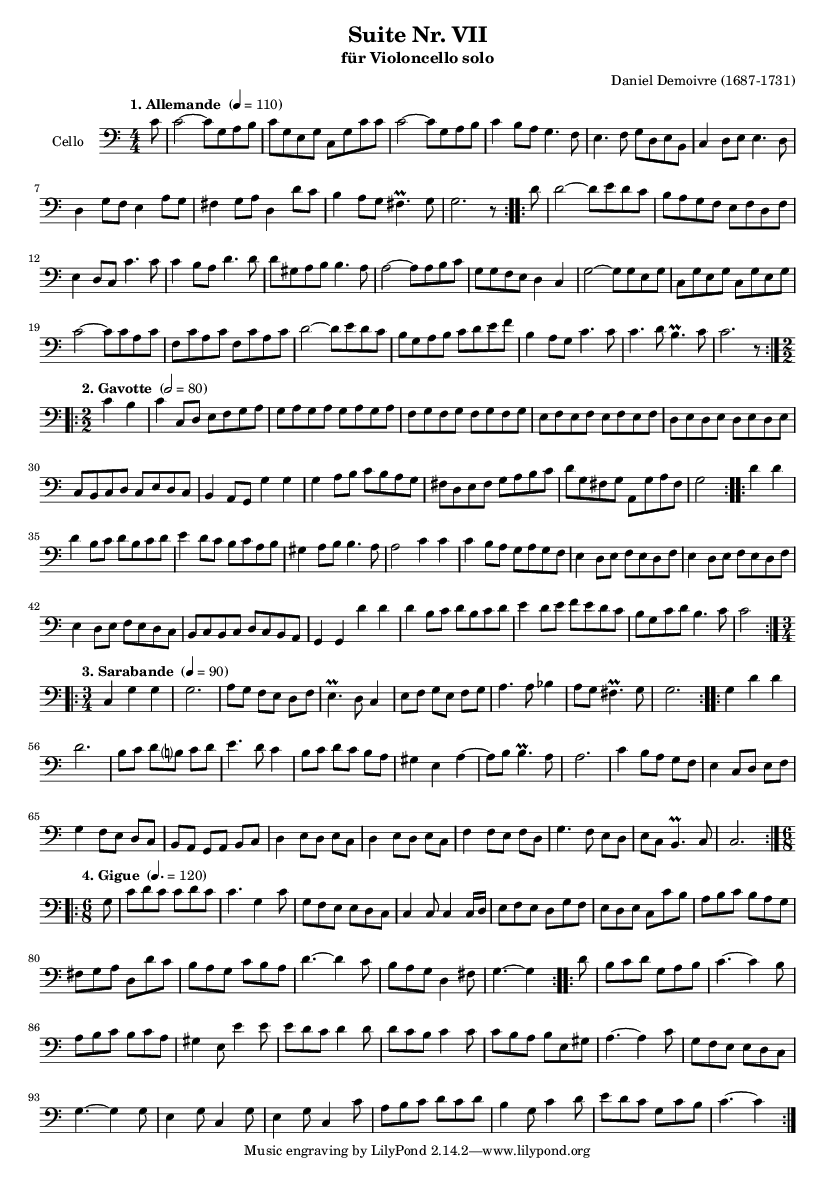 Suite Nr. VII
für Violoncello solo
Daniel Demoivre (1687-1731)
1. Allemande (♩ = 110)
Cello
7
12
19
2. Gavotte (𝅗𝅥 = 80)
30
35
42
3. Sarabande (♩ = 90)
56
65
4. Gigue (♩. = 120)
80
86
93
Music engraving by LilyPond 2.14.2—www.lilypond.org